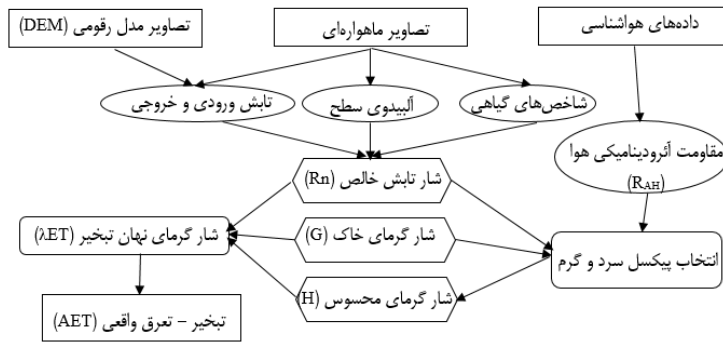 داده‌های هواشناسی
تصاویر ماهواره‌ای
تصاویر مدل رقومی (DEM)
شاخص‌های گیاهی
آلبیدوی سطح
تابش ورودی و خروجی
مقاومت آئرودینامیکی هوا
(RAH)
شار تابش خالص (Rn)
شار گرمای خاک (G)
شار گرمای نهان تبخیر (λET)
انتخاب پیکسل سرد و گرم
شار گرمای محسوس (H)
تبخیر – تعرق واقعی (AET)